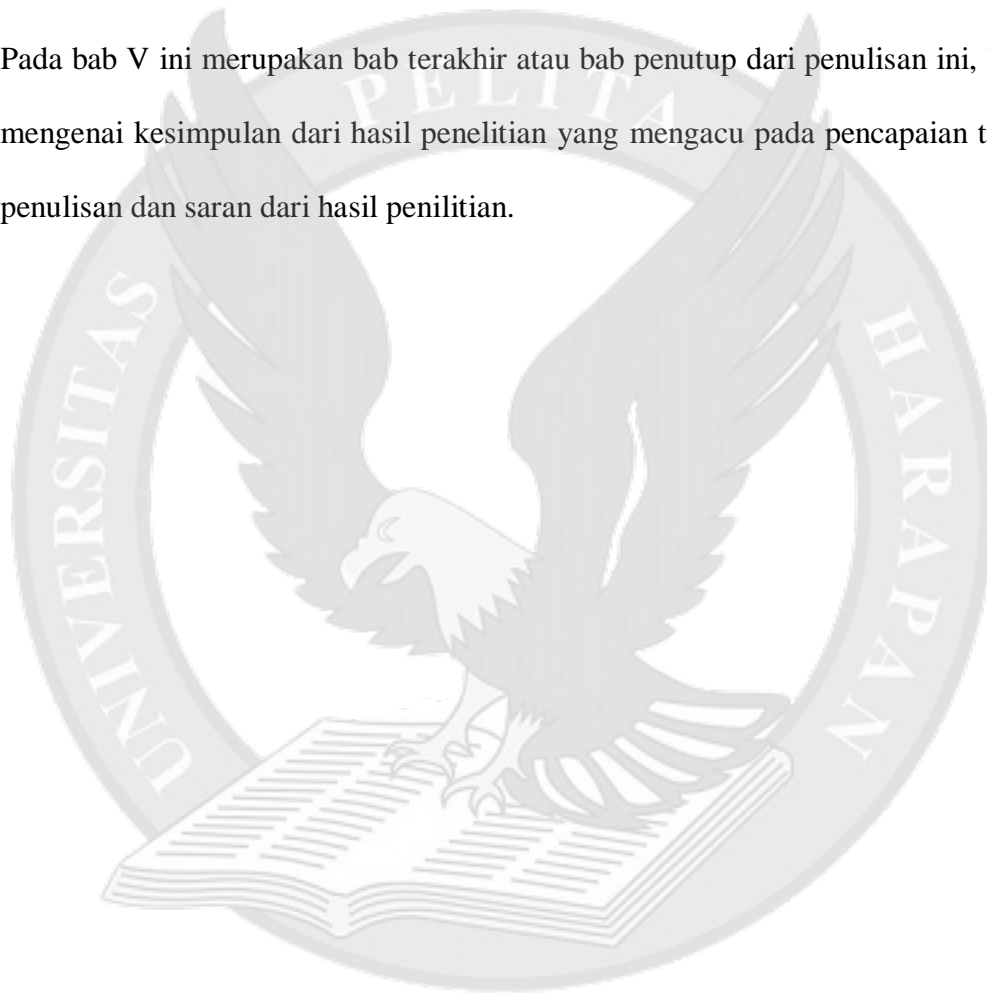 Pada bab V ini merupakan bab terakhir atau bab penutup dari penulisan ini,
mengenai kesimpulan dari hasil penelitian yang mengacu pada pencapaian t
penulisan dan saran dari hasil penilitian.
UNIVERSITAS PELITA HARAPAN